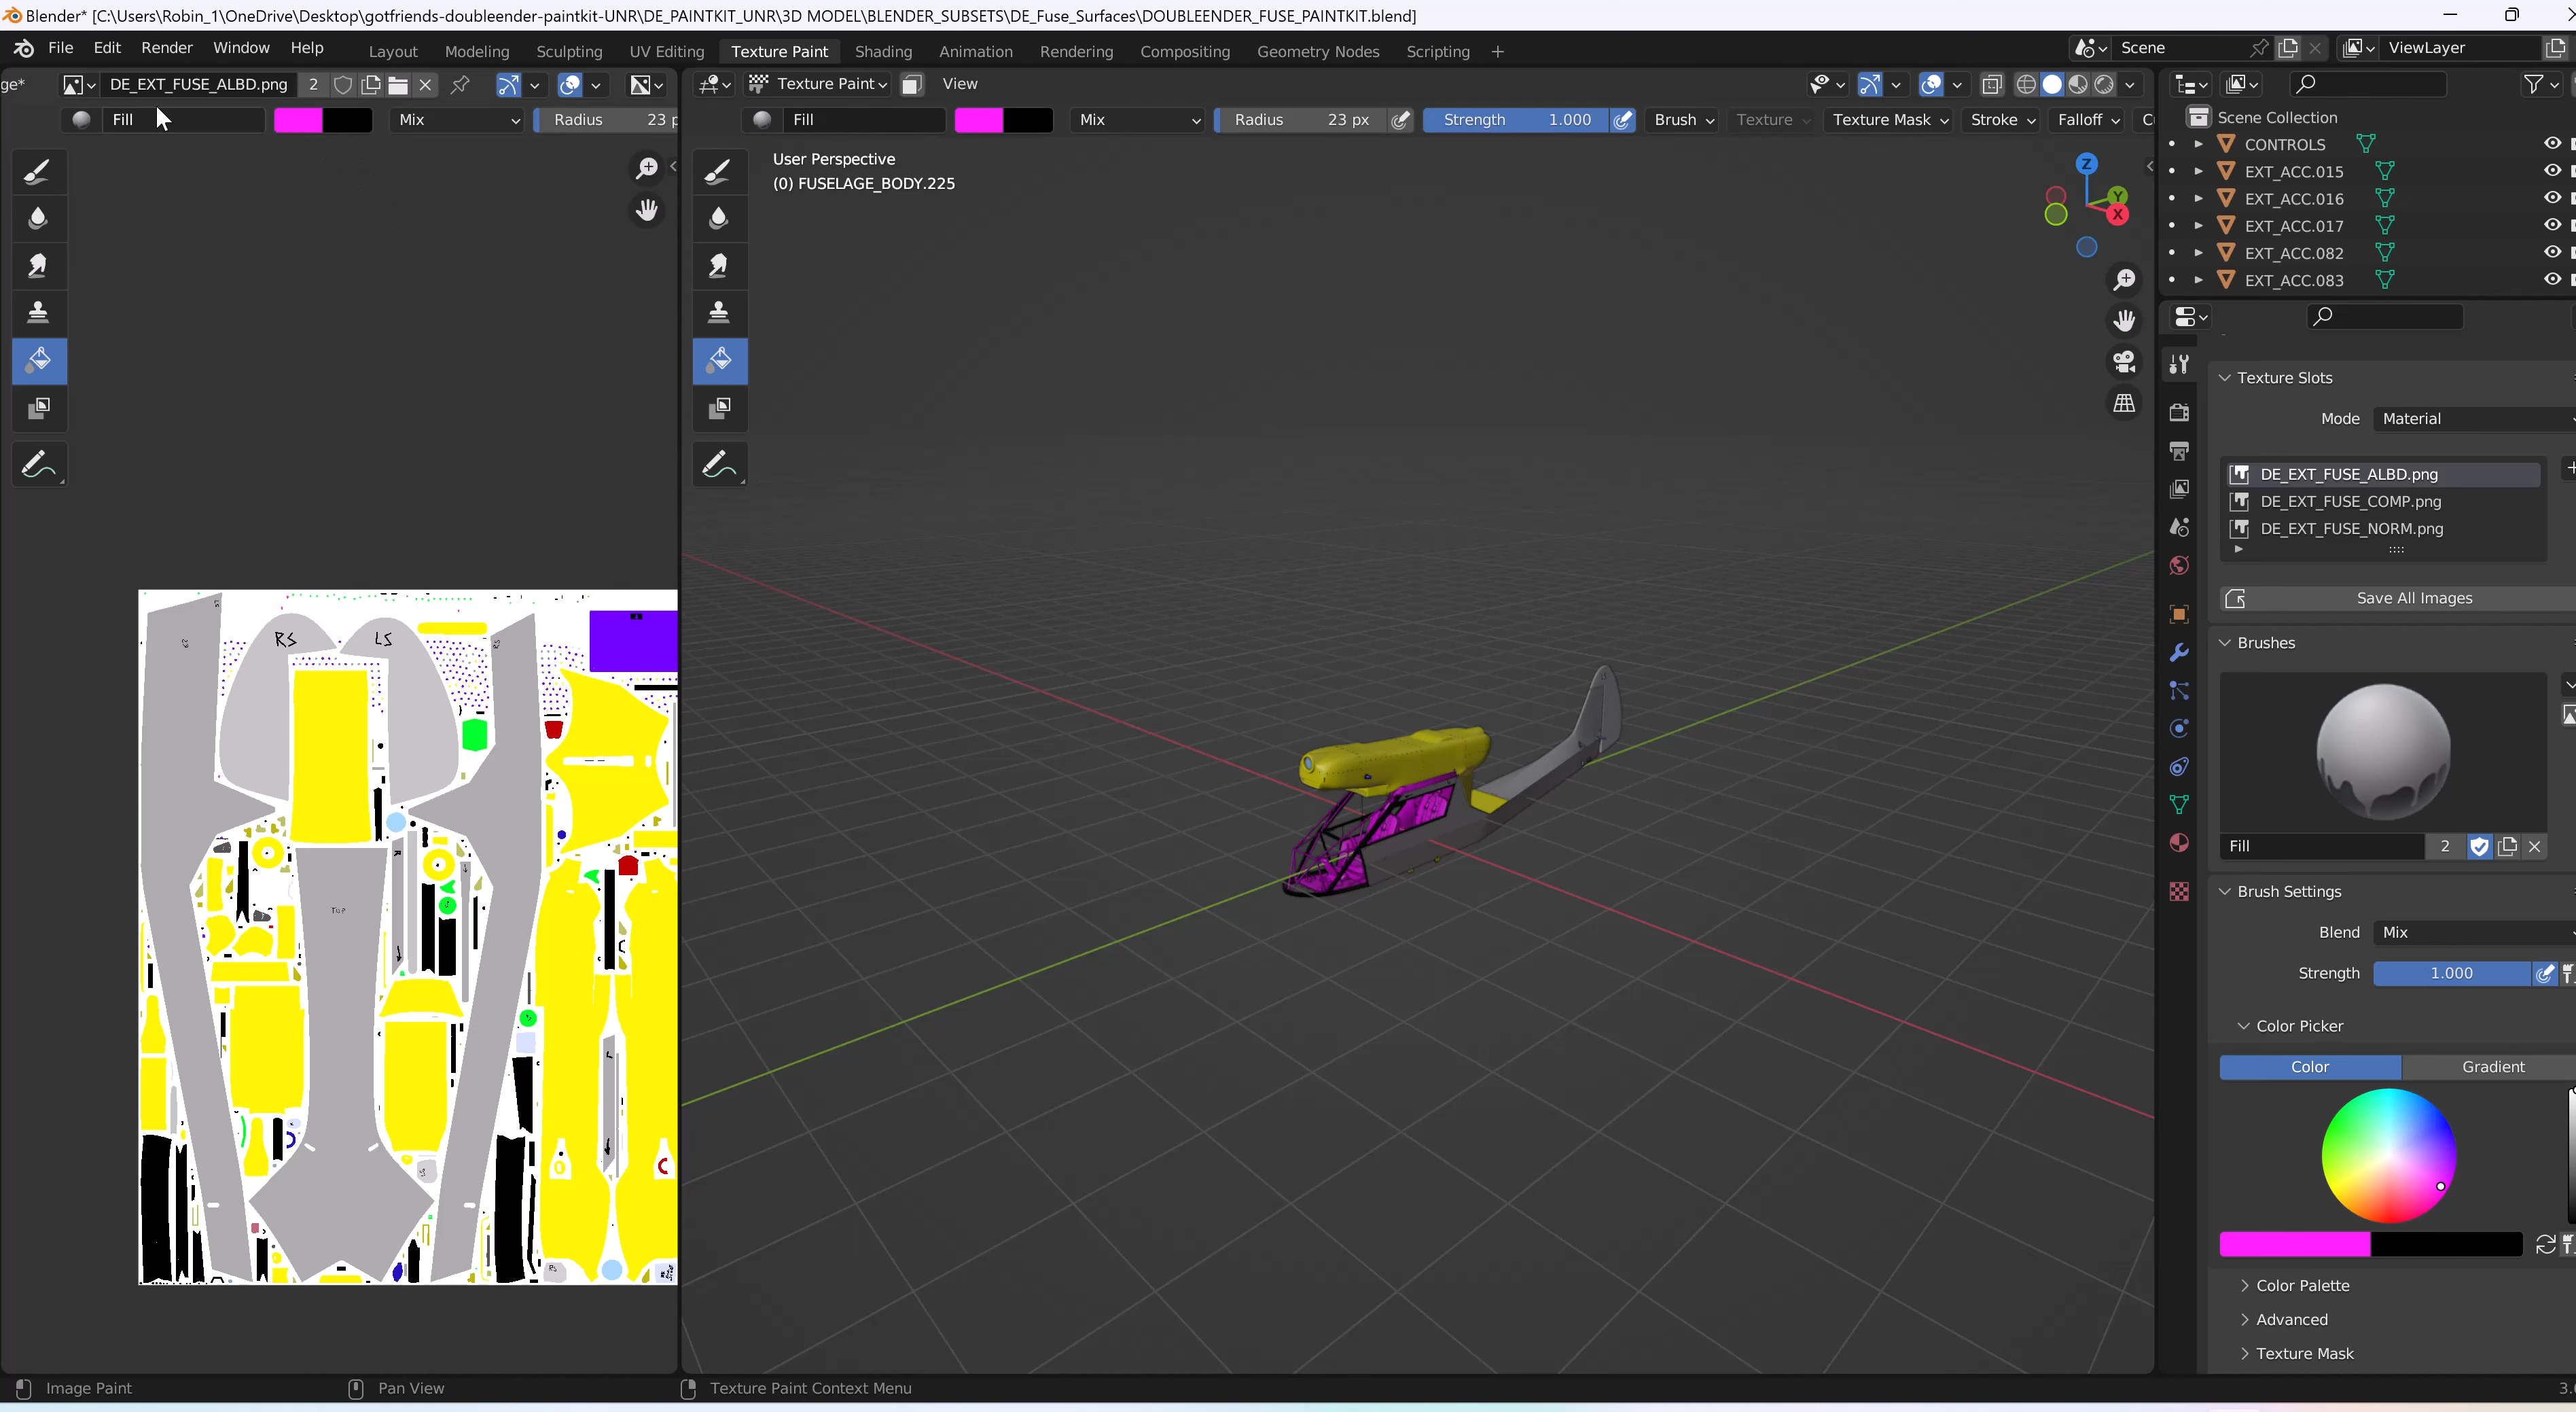 Blender* [C:\Users\Robin_1\OneDrive\Desktop\gotfriends-doubleender-paintkit-UNR\DE_PAINTKIT_UNR\3D MODEL\BLENDER_SUBSETS\DE_Fuse_Surfaces\DOUBLEENDER_FUSE_PAINTKIT.blend]
File Edit Render Window Help Layout Modeling Sculpting UV Editing Texture Paint Shading Animation Rendering Compositing Geometry Nodes Scripting + Scene ViewLayer
ge* DE_EXT_FUSE_ALBD.png 2 Texture Paint View
Fill Mix Radius 23 p Fill Mix Radius 23 px Strength 1.000 Brush Texture Texture Mask Stroke Falloff
User Perspective
(0) FUSELAGE_BODY.225
Z
Y
X
RS LS
TOP
Scene Collection
CONTROLS
EXT_ACC.015
EXT_ACC.016
EXT_ACC.017
EXT_ACC.082
EXT_ACC.083
Texture Slots
Mode Material
DE_EXT_FUSE_ALBD.png
DE_EXT_FUSE_COMP.png
DE_EXT_FUSE_NORM.png
Save All Images
Brushes
Fill 2
Brush Settings
Blend Mix
Strength 1.000
Color Picker
Color Gradient
Color Palette
Advanced
Texture Mask
Image Paint Pan View Texture Paint Context Menu 3.